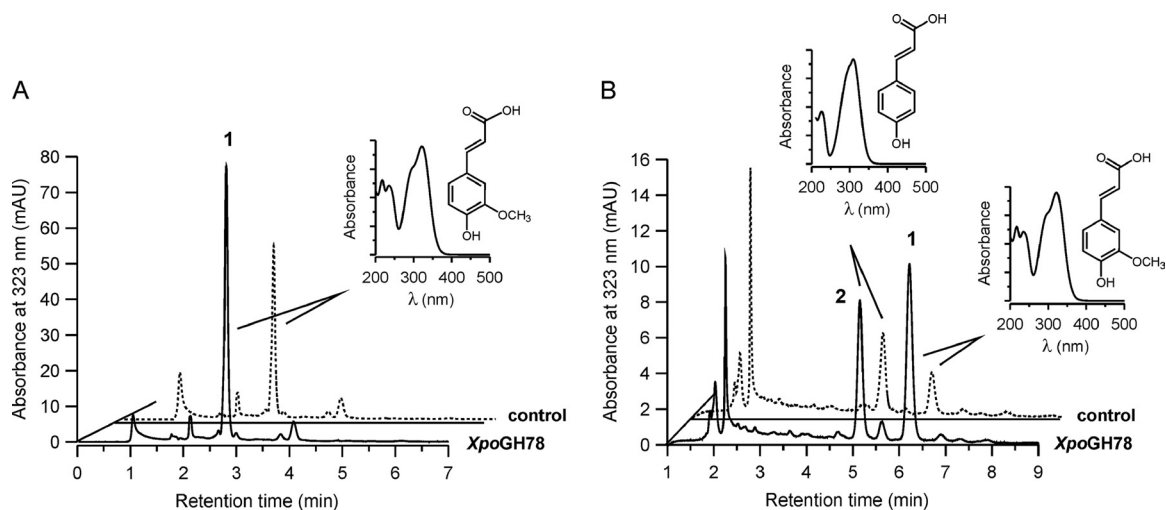 A
Absorbance at 323 nm (mAU)
80
70
60
50
40
30
20
10
0
0 1 2 3 4 5 6 7
Retention time (min)
1
control
XpoGH78
Absorbance
200 300 400 500
λ (nm)
O
OH
OCH3
OH
B
Absorbance at 323 nm (mAU)
16
14
12
10
8
6
4
2
0
1 2 3 4 5 6 7 8 9
Retention time (min)
2
1
control
XpoGH78
Absorbance
200 300 400 500
λ (nm)
O
OH
OH
Absorbance
200 300 400 500
λ (nm)
O
OH
OCH3
OH